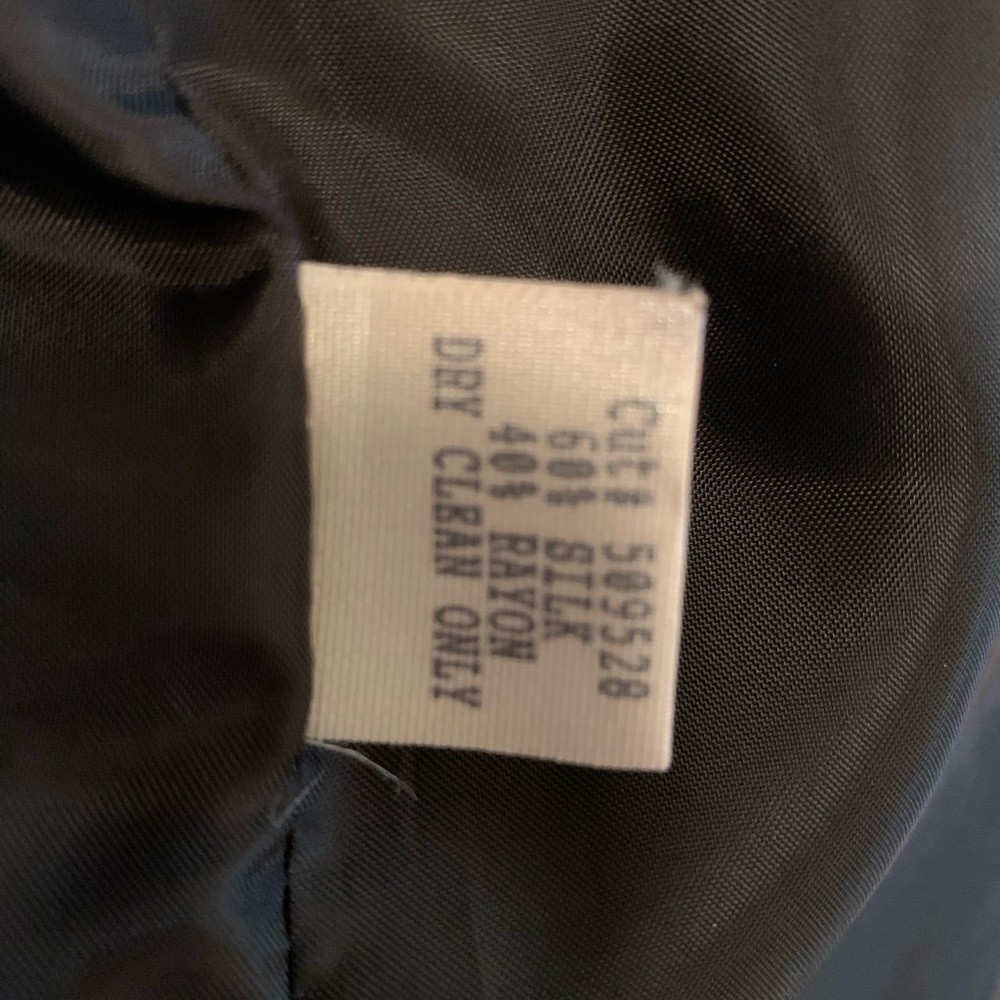 Cut# 509528
60% SILK
40% RAYON
DRY CLEAN ONLY